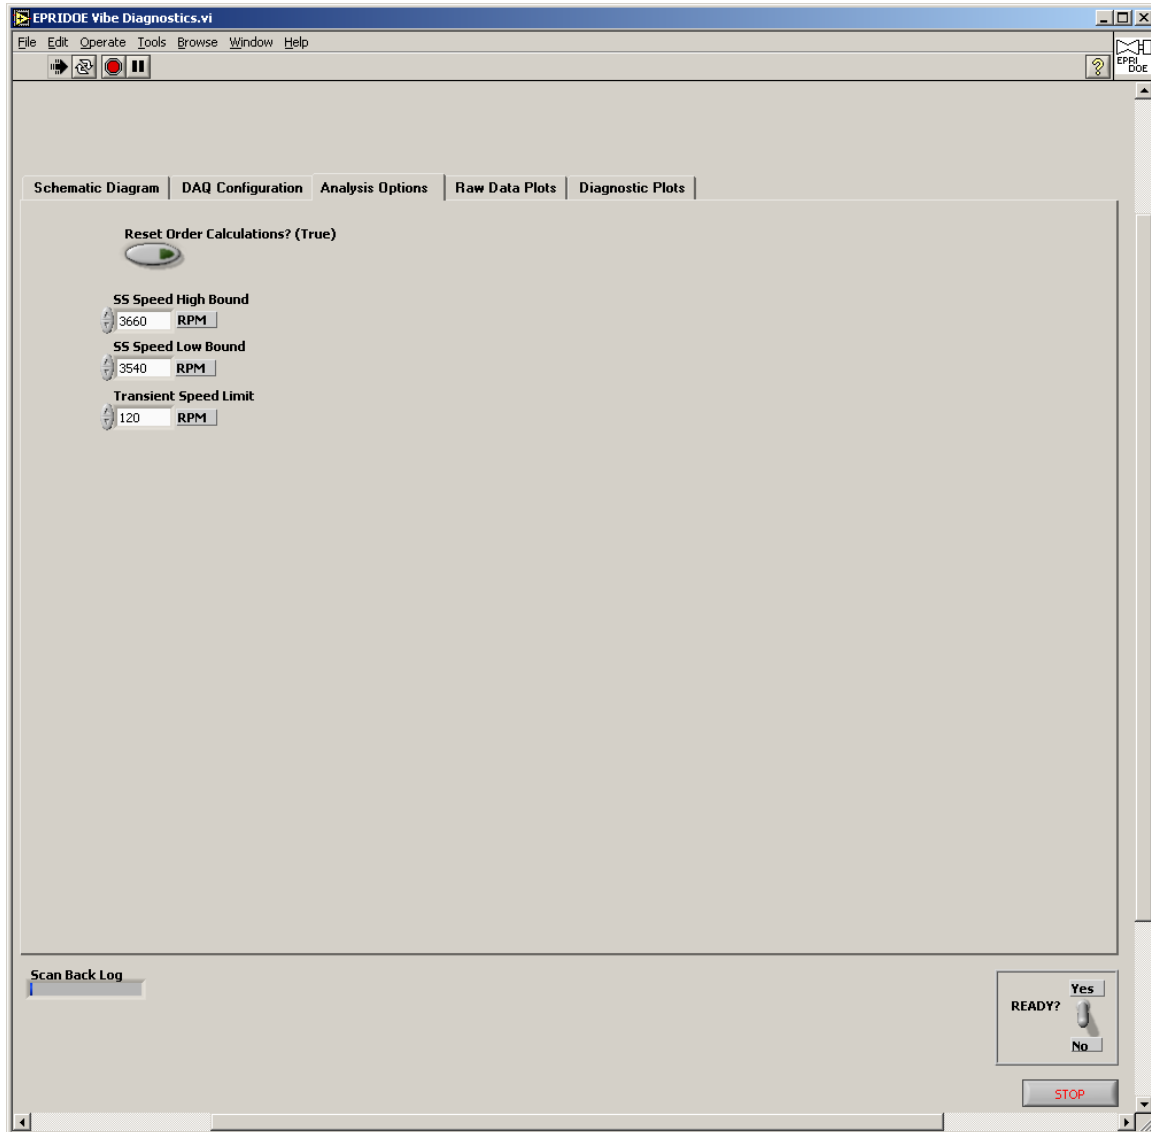 EPRIDOE Vibe Diagnostics.vi
File Edit Operate Tools Browse Window Help
EPRI
DOE
Schematic Diagram DAQ Configuration Analysis Options Raw Data Plots Diagnostic Plots
Reset Order Calculations? (True)
SS Speed High Bound
3660 RPM
SS Speed Low Bound
3540 RPM
Transient Speed Limit
120 RPM
Scan Back Log
Yes
READY?
No
STOP